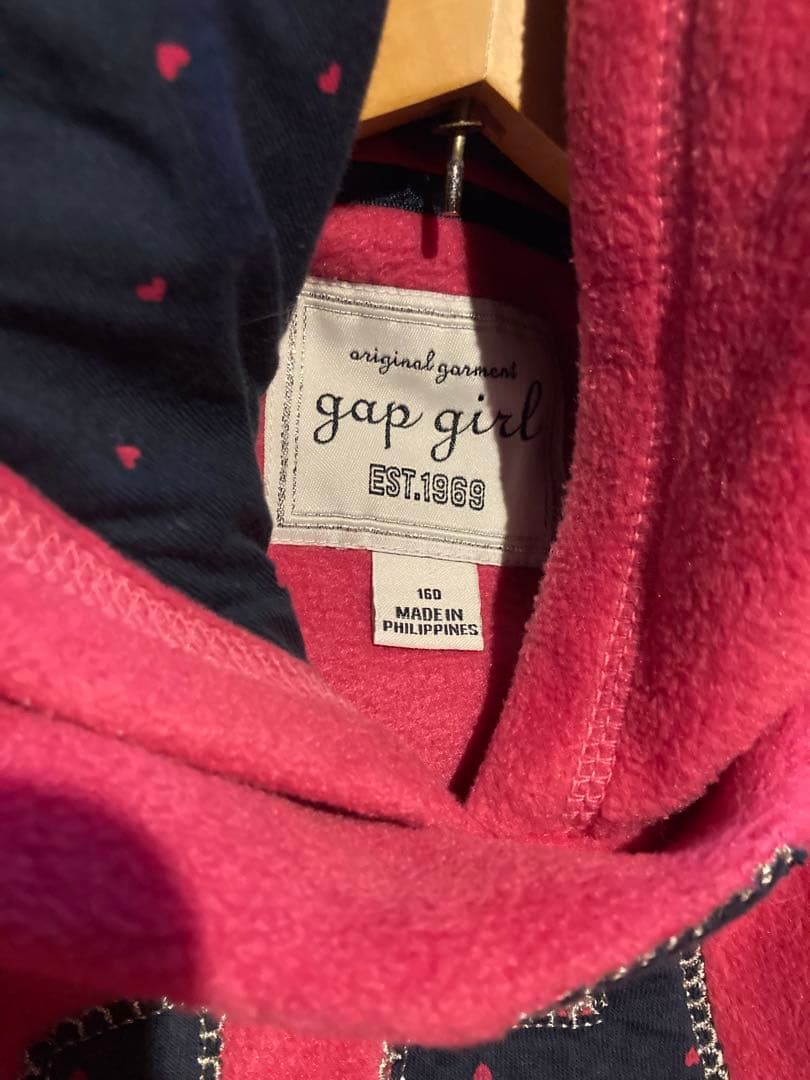 original garment
gap girl
EST.1969
160
MADE IN
PHILIPPINES